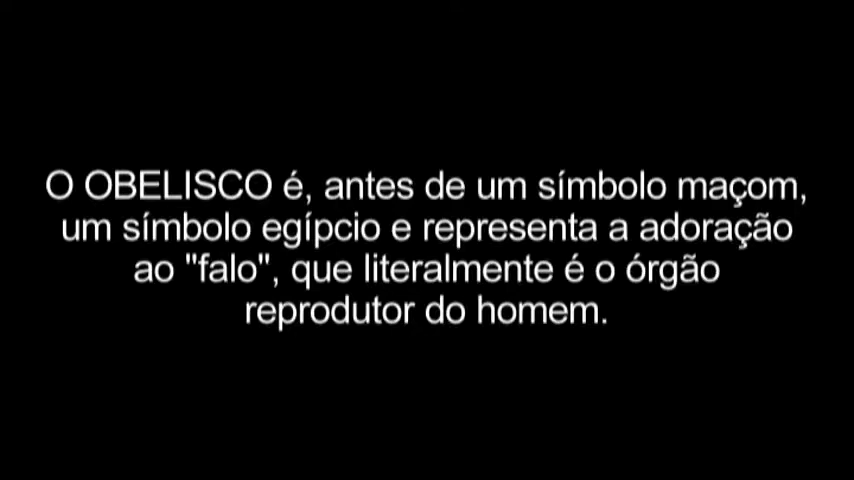 O OBELISCO é, antes de um símbolo maçom,
um símbolo egípcio e representa a adoração
ao "falo", que literalmente é o órgão
reprodutor do homem.